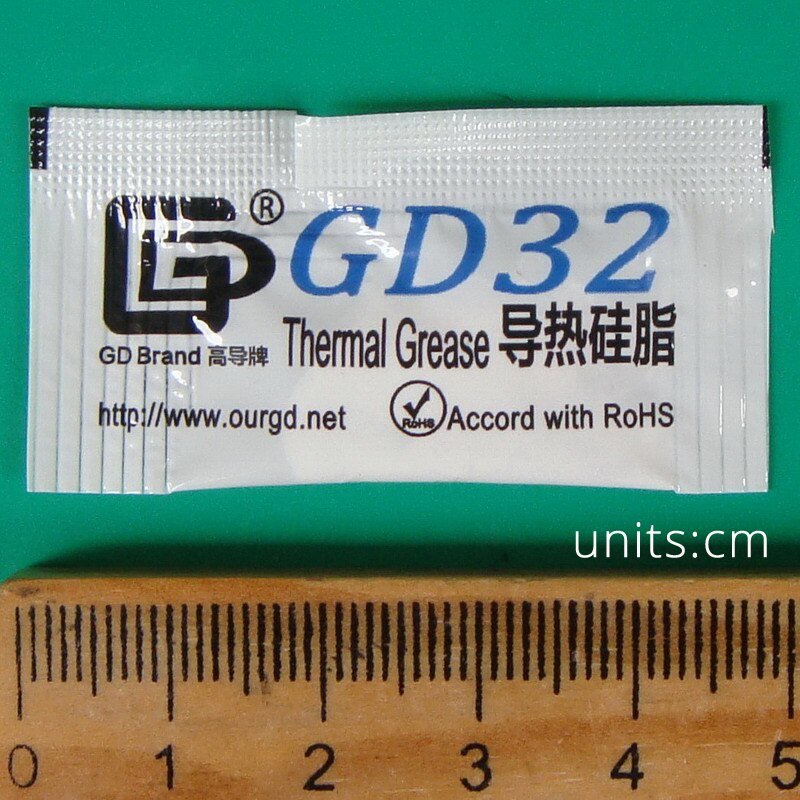 GD ® GD32
Thermal Grease 导热硅脂
GD Brand 高导牌
http://www.ourgd.net RoHS Accord with RoHS
units:cm
0 1 2 3 4 5